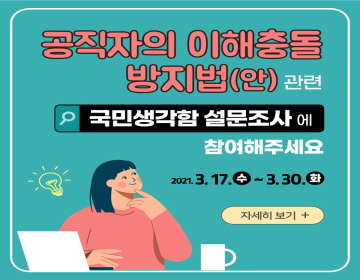 공직자의 이해충돌
방지법(안) 관련
국민생각함 설문조사 에
참여해주세요
2021. 3. 17. 수 ~ 3. 30. 화
자세히 보기 +